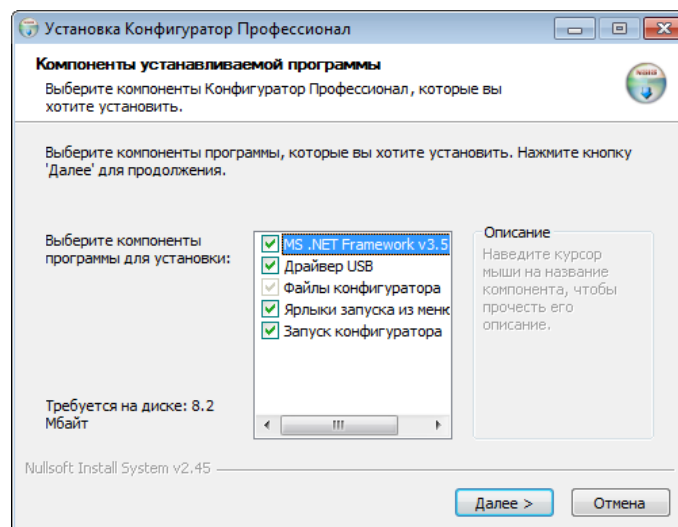 Установка Конфигуратор Профессионал
Компоненты устанавливаемой программы
Выберите компоненты Конфигуратор Профессионал, которые вы
хотите установить.
Выберите компоненты программы, которые вы хотите установить. Нажмите кнопку
'Далее' для продолжения.
Выберите компоненты
программы для установки:
MS .NET Framework v3.5
Драйвер USB
Файлы конфигуратора
Ярлыки запуска из менк
Запуск конфигуратора
Описание
Наведите курсор
мыши на название
компонента, чтобы
прочесть его
описание.
Требуется на диске: 8.2
Мбайт
Nullsoft Install System v2.45
Далее >
Отмена